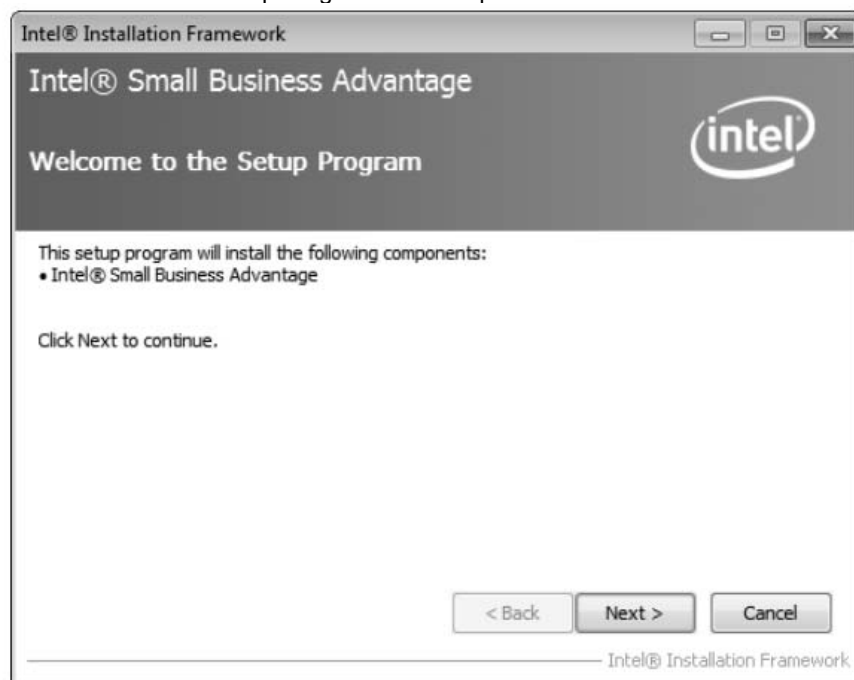 Intel® Installation Framework
Intel® Small Business Advantage
intel
Welcome to the Setup Program
This setup program will install the following components:
• Intel® Small Business Advantage
Click Next to continue.
< Back Next > Cancel
Intel® Installation Framework